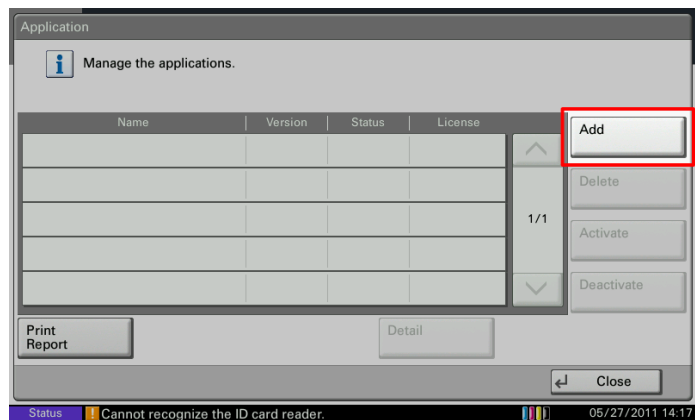 Application
Manage the applications.
Name Version Status License
Add
Delete
1/1
Activate
Deactivate
Print
Report
Detail
Close
Status Cannot recognize the ID card reader. 05/27/2011 14:17